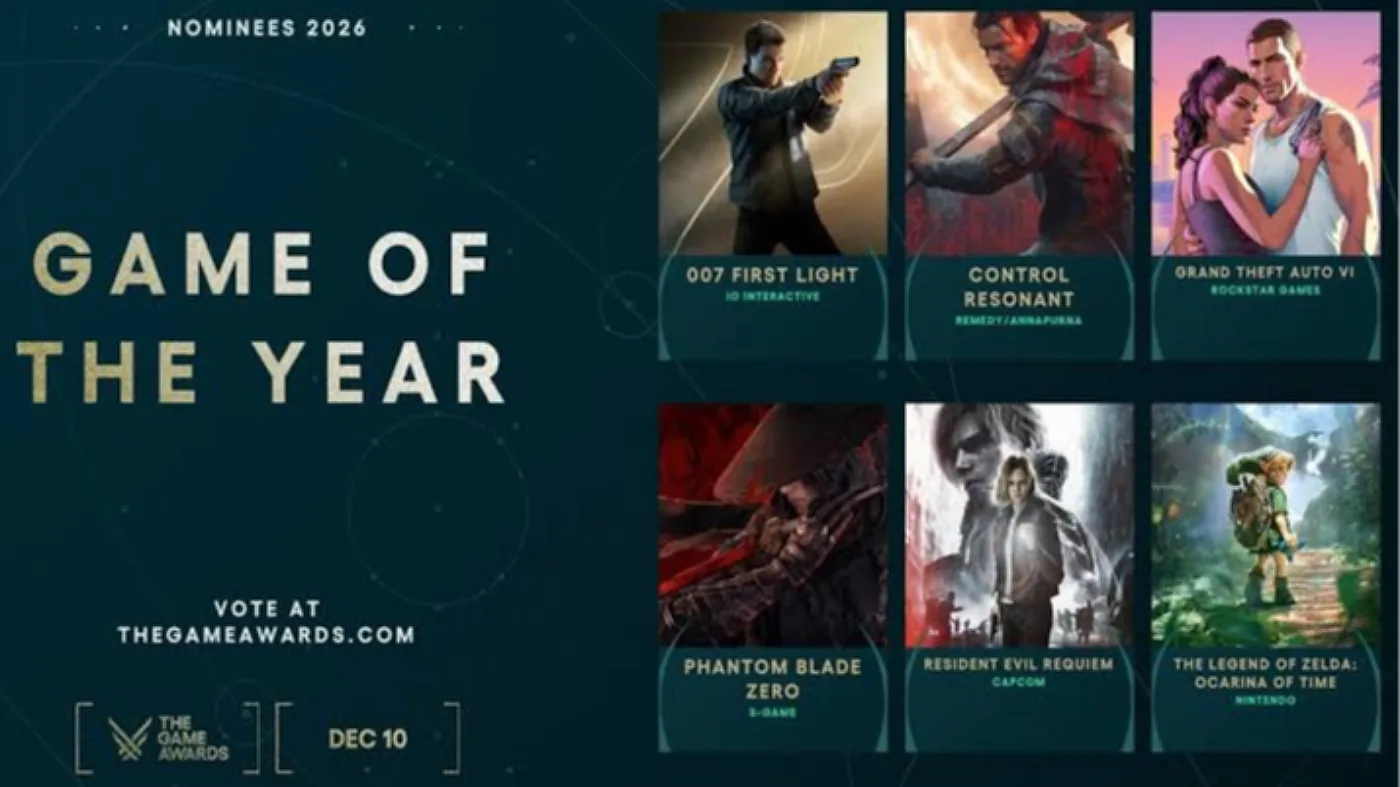 NOMINEES 2026
GAME OF
THE YEAR
VOTE AT
THEGAMEAWARDS.COM
THE
GAME
AWARDS
DEC 10
007 FIRST LIGHT
IO INTERACTIVE
CONTROL
RESONANT
REMEDY/ANNAPURNA
GRAND THEFT AUTO VI
ROCKSTAR GAMES
PHANTOM BLADE
ZERO
S-GAME
RESIDENT EVIL REQUIEM
CAPCOM
THE LEGEND OF ZELDA:
OCARINA OF TIME
NINTENDO